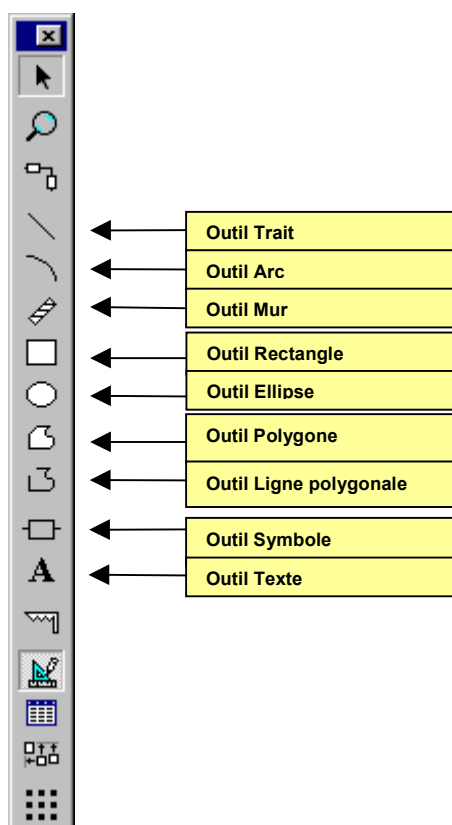 Outil Trait
Outil Arc
Outil Mur
Outil Rectangle
Outil Ellipse
Outil Polygone
Outil Ligne polygonale
Outil Symbole
A
Outil Texte